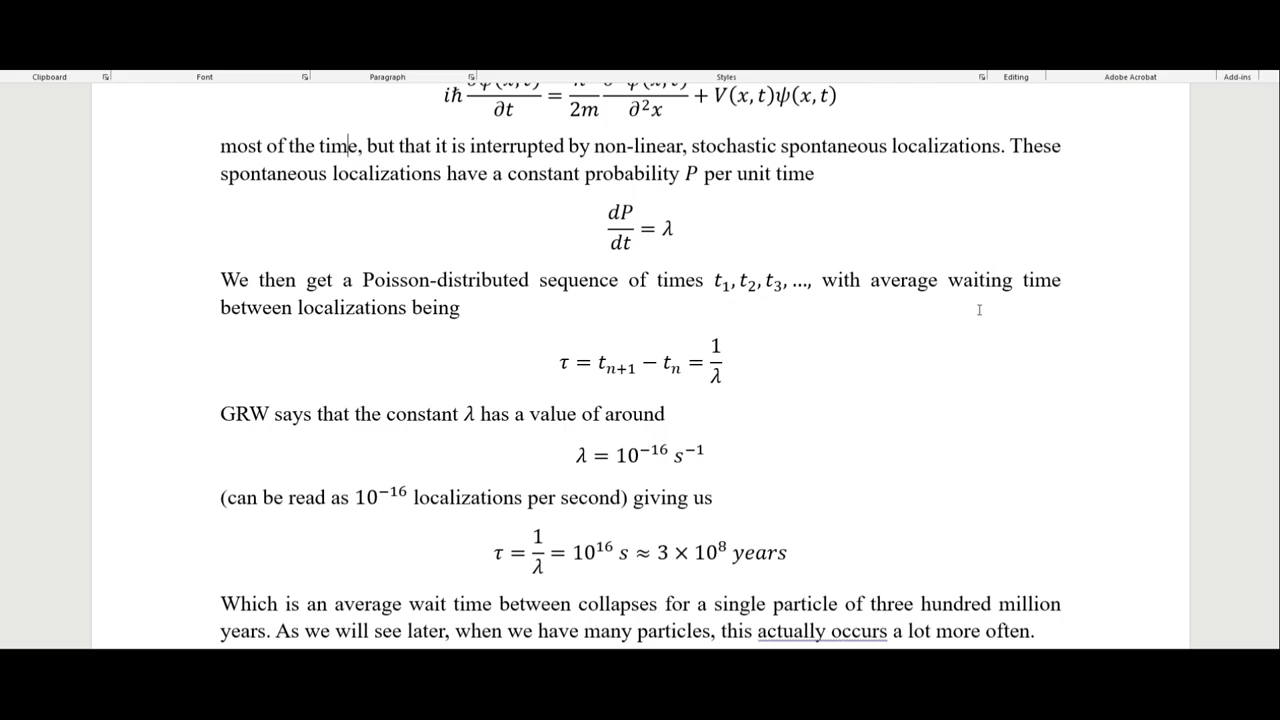 Clipboard Font Paragraph Styles Editing Adobe Acrobat Add-ins
iħ ∂ψ(x,t)/∂t = ħ/2m ∂²ψ(x,t)/∂²x + V(x,t)ψ(x,t)
most of the time, but that it is interrupted by non-linear, stochastic spontaneous localizations. These
spontaneous localizations have a constant probability P per unit time
dP/dt = λ
We then get a Poisson-distributed sequence of times t₁, t₂, t₃, …, with average waiting time
between localizations being
τ = tₙ₊₁ − tₙ = 1/λ
GRW says that the constant λ has a value of around
λ = 10⁻¹⁶ s⁻¹
(can be read as 10⁻¹⁶ localizations per second) giving us
τ = 1/λ = 10¹⁶ s ≈ 3 × 10⁸ years
Which is an average wait time between collapses for a single particle of three hundred million
years. As we will see later, when we have many particles, this actually occurs a lot more often.